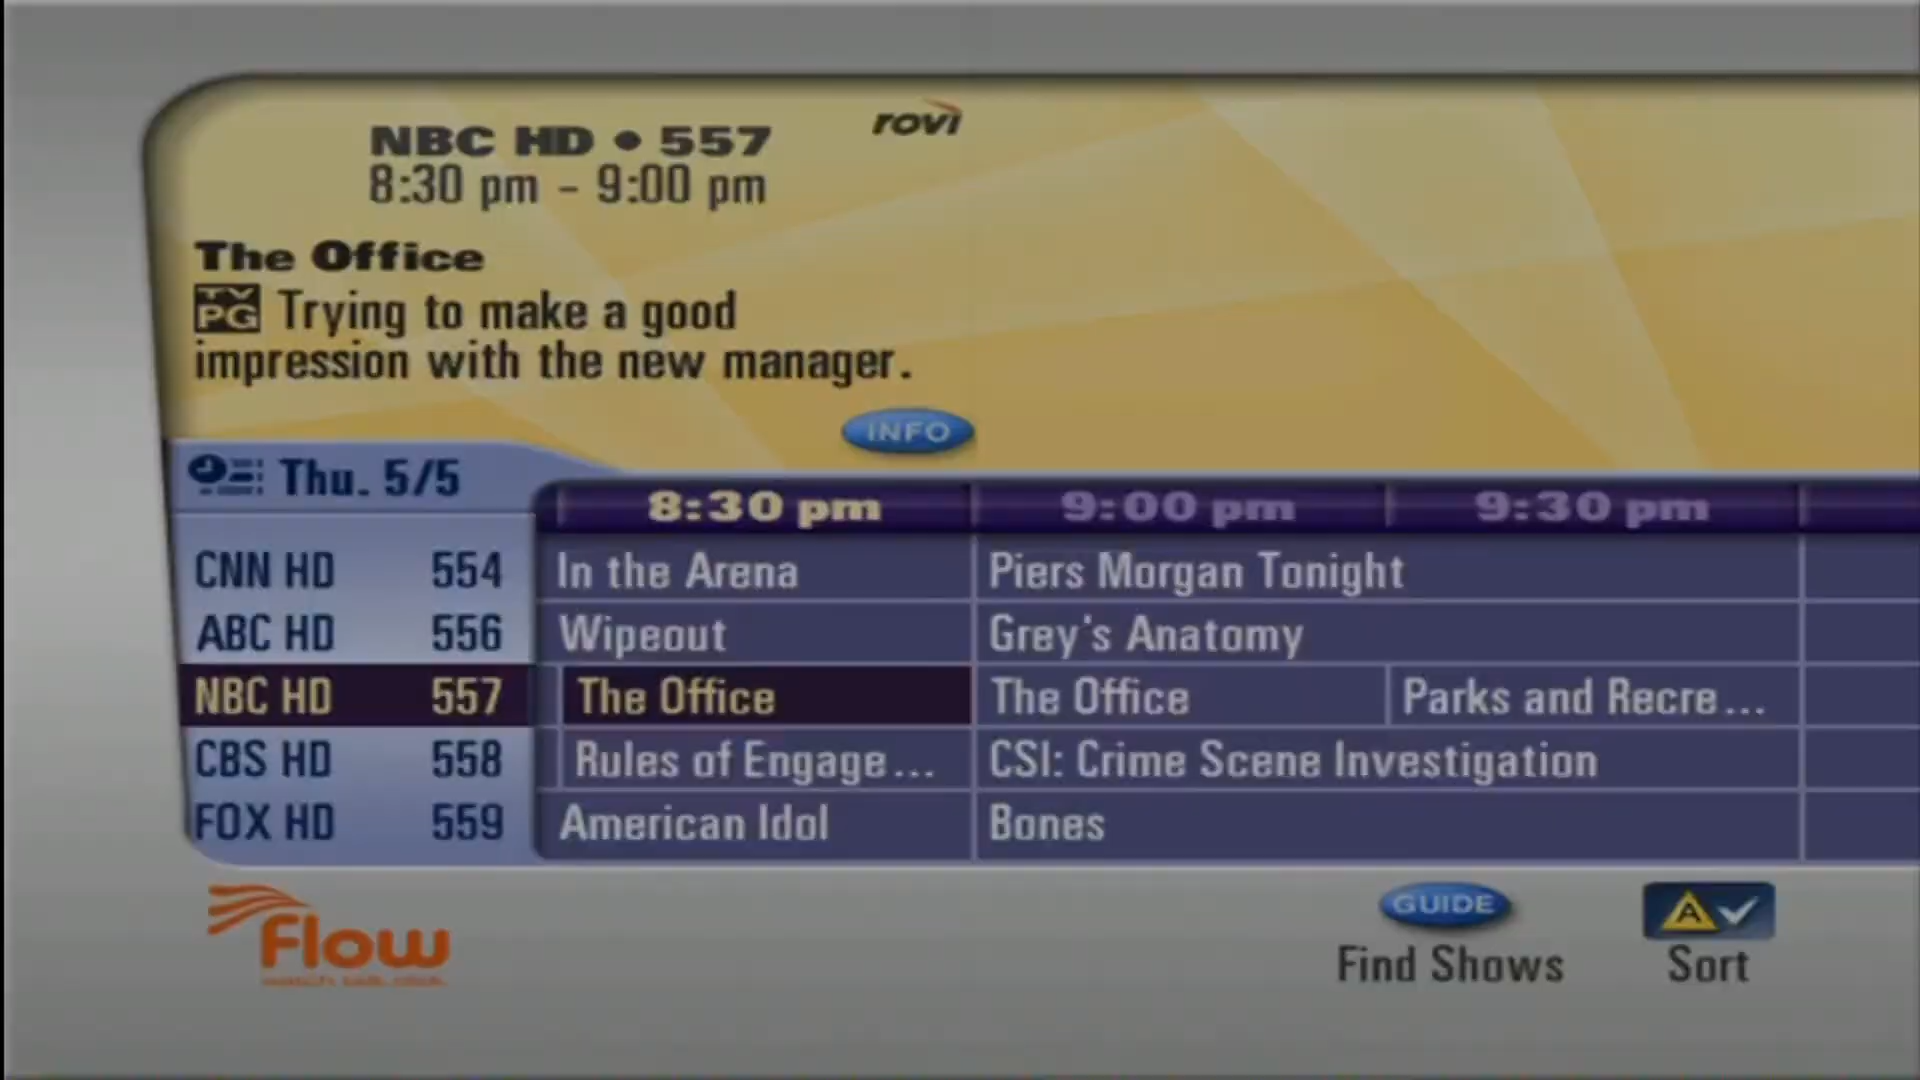 NBC HD • 557
rovi
8:30 pm - 9:00 pm
The Office
TV PG Trying to make a good
impression with the new manager.
INFO
Thu. 5/5
8:30 pm 9:00 pm 9:30 pm
CNN HD 554 In the Arena Piers Morgan Tonight
ABC HD 556 Wipeout Grey's Anatomy
NBC HD 557 The Office The Office Parks and Recre...
CBS HD 558 Rules of Engage... CSI: Crime Scene Investigation
FOX HD 559 American Idol Bones
Flow
GUIDE A
Find Shows Sort